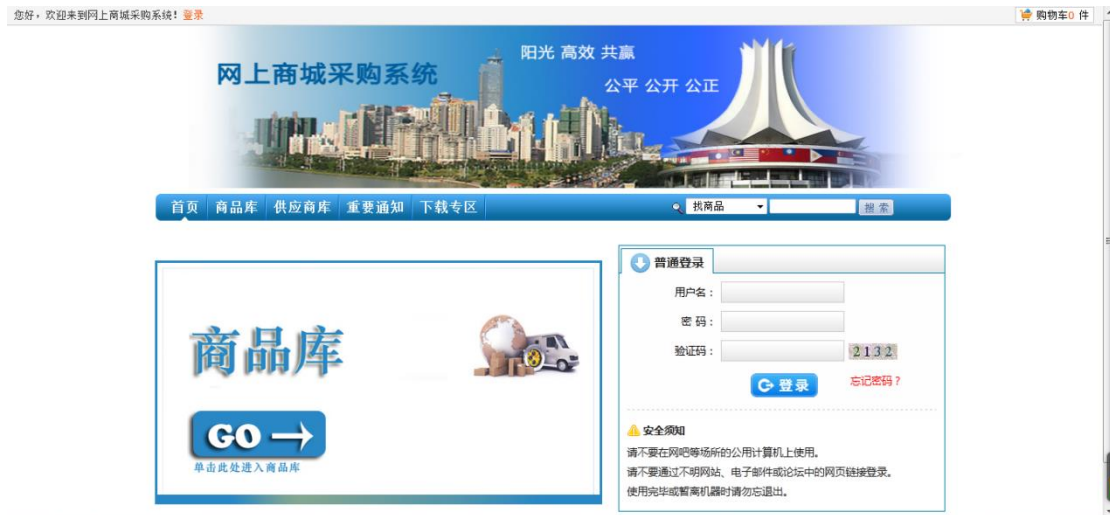 您好，欢迎来到网上商城采购系统！登录
购物车0 件
网上商城采购系统
阳光 高效 共赢
公平 公开 公正
首页 商品库 供应商库 重要通知 下载专区
找商品
搜 索
普通登录
用户名：
密 码：
验证码：
2132
登录
忘记密码？
商品库
GO
单击此处进入商品库
安全须知
请不要在网吧等场所的公用计算机上使用。
请不要通过不明网站、电子邮件或论坛中的网页链接登录。
使用完毕或暂离机器时请勿忘退出。